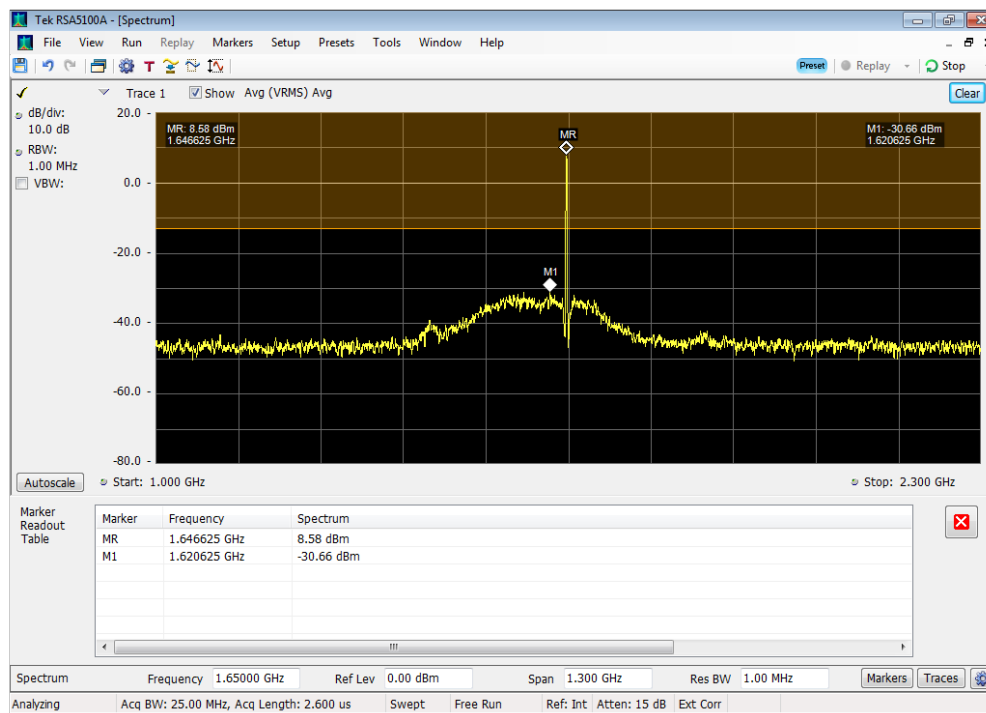 Tek RSA5100A - [Spectrum]
File View Run Replay Markers Setup Presets Tools Window Help
T Preset Replay Stop
Trace 1 Show Avg (VRMS) Avg Clear
dB/div:
10.0 dB
RBW:
1.00 MHz
VBW:
20.0 -
0.0 -
-20.0 -
-40.0 -
-60.0 -
-80.0 -
MR: 8.58 dBm
1.646625 GHz
MR
M1: -30.66 dBm
1.620625 GHz
M1
Autoscale Start: 1.000 GHz Stop: 2.300 GHz
Marker
Readout
Table
Marker Frequency Spectrum
MR 1.646625 GHz 8.58 dBm
M1 1.620625 GHz -30.66 dBm
Spectrum Frequency 1.65000 GHz Ref Lev 0.00 dBm Span 1.300 GHz Res BW 1.00 MHz Markers Traces
Analyzing Acq BW: 25.00 MHz, Acq Length: 2.600 us Swept Free Run Ref: Int Atten: 15 dB Ext Corr